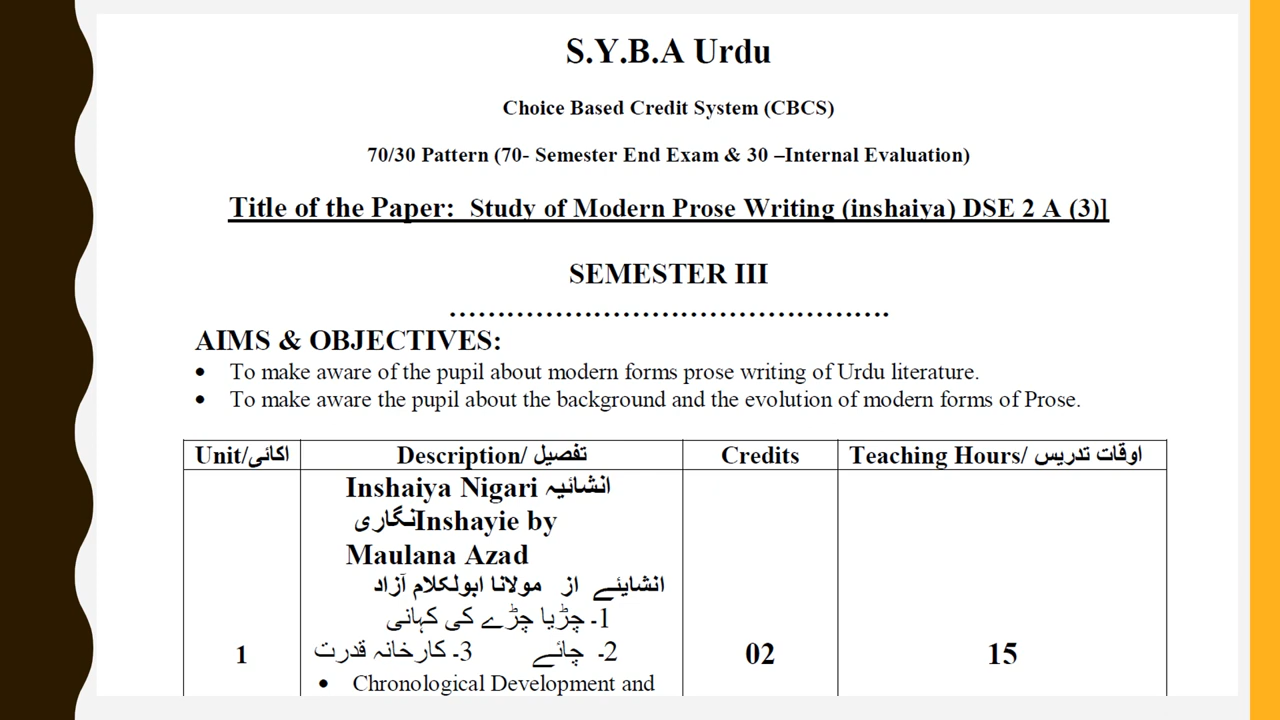 S.Y.B.A Urdu
Choice Based Credit System (CBCS)
70/30 Pattern (70- Semester End Exam & 30 –Internal Evaluation)
Title of the Paper: Study of Modern Prose Writing (inshaiya) DSE 2 A (3)]
SEMESTER III
………………………………………
AIMS & OBJECTIVES:
• To make aware of the pupil about modern forms prose writing of Urdu literature.
• To make aware the pupil about the background and the evolution of modern forms of Prose.
Unit/اکائی Description/ تفصیل Credits Teaching Hours/ اوقات تدریس
Inshaiya Nigari انشائیہ
نگاری Inshayie by
Maulana Azad
انشایئے از مولانا ابولکلام آزاد
1۔ چڑیا چڑے کی کہانی
2۔ چائے 3۔ کارخانہ قدرت
1 02 15
• Chronological Development and